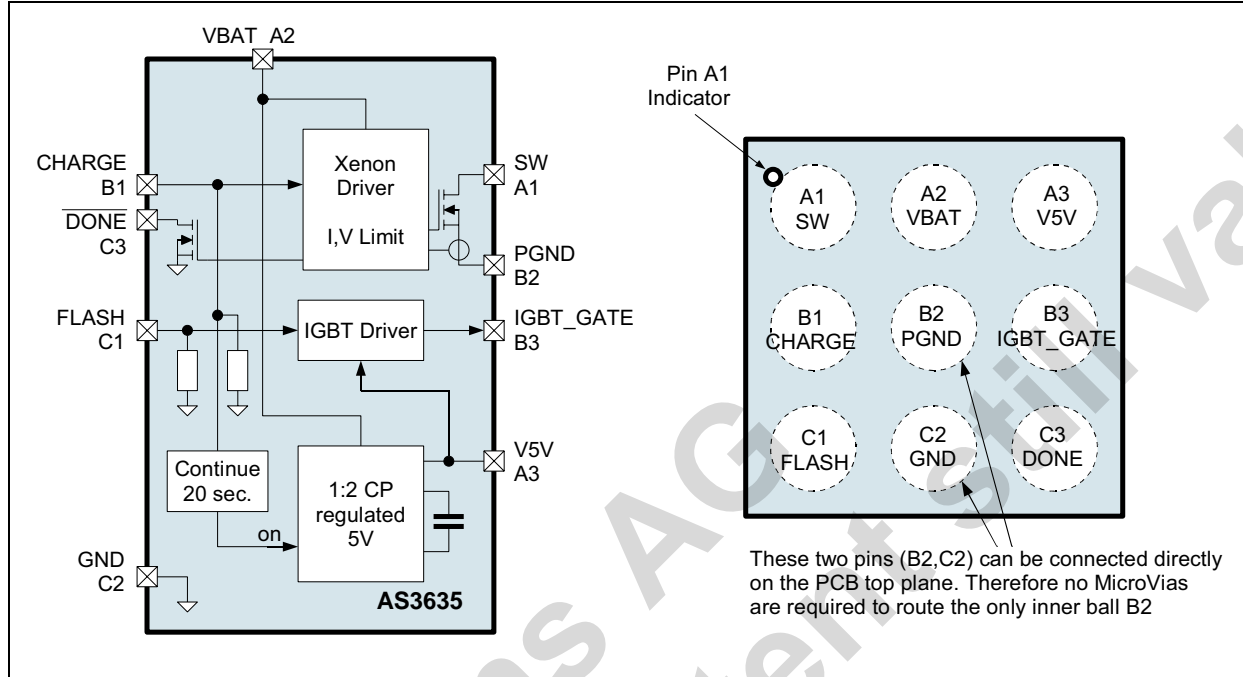 VBAT A2
CHARGE
B1
DONE
C3
FLASH
C1
GND
C2
Xenon
Driver
I,V Limit
IGBT Driver
Continue
20 sec.
on
1:2 CP
regulated
5V
SW
A1
PGND
B2
IGBT_GATE
B3
V5V
A3
AS3635
Pin A1
Indicator
A1
SW
A2
VBAT
A3
V5V
B1
CHARGE
B2
PGND
B3
IGBT_GATE
C1
FLASH
C2
GND
C3
DONE
These two pins (B2,C2) can be connected directly
on the PCB top plane. Therefore no MicroVias
are required to route the only inner ball B2
AG
still